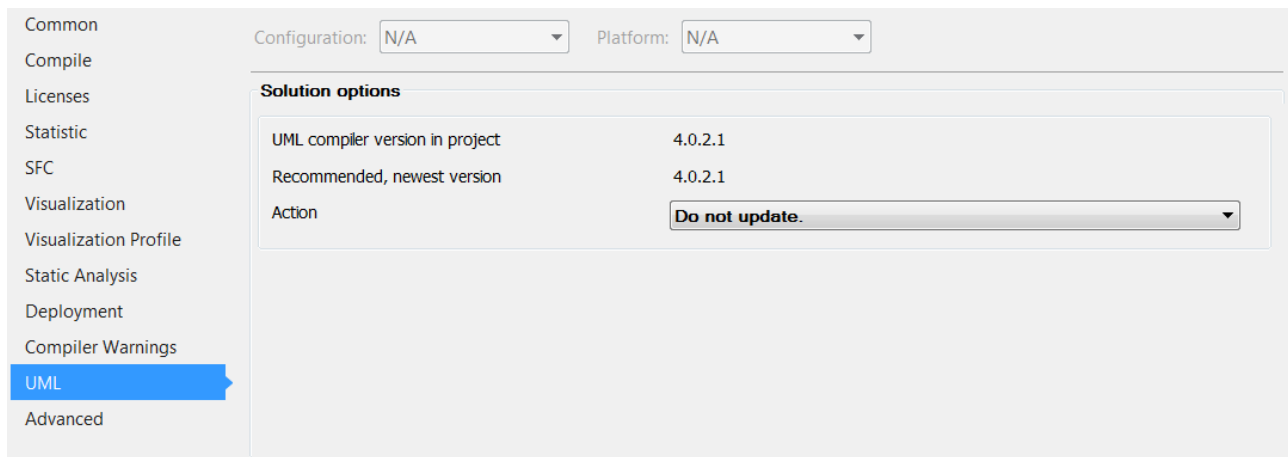 Common
Compile
Licenses
Statistic
SFC
Visualization
Visualization Profile
Static Analysis
Deployment
Compiler Warnings
UML
Advanced
Configuration: N/A Platform: N/A
Solution options
UML compiler version in project 4.0.2.1
Recommended, newest version 4.0.2.1
Action Do not update.